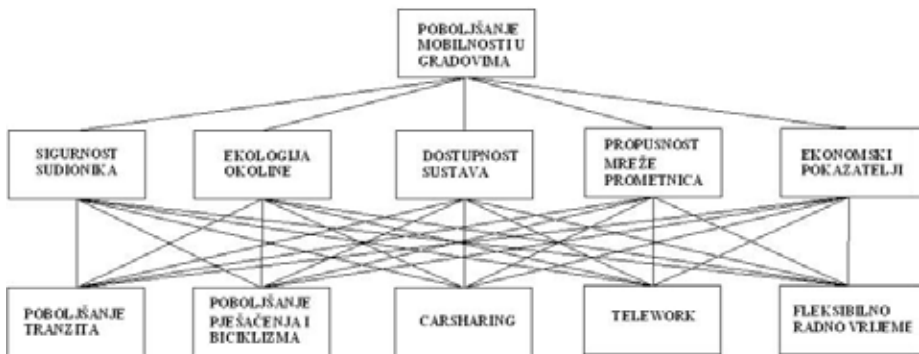 POBOLJŠANJE
MOBILNOSTI U
GRADOVIMA
SIGURNOST
SUDIONIKA
EKOLOGIJA
OKOLINE
DOSTUPNOST
SUSTAVA
PROPUSNOST
MREŽE
PROMETNICA
EKONOMSKI
POKAZATELJI
POBOLJŠANJE
TRANZITA
POBOLJŠANJE
PJEŠAČENJA I
BICIKLIZMA
CARSHARING
TELEWORK
FLEKSIBILNO
RADNO VRIJEME